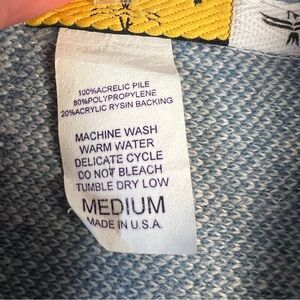 100%ACRELIC PILE
80%POLYPROPYLENE
20%ACRYLIC RYSIN BACKING
MACHINE WASH
WARM WATER
DELICATE CYCLE
DO NOT BLEACH
TUMBLE DRY LOW
MEDIUM
MADE IN U.S.A.